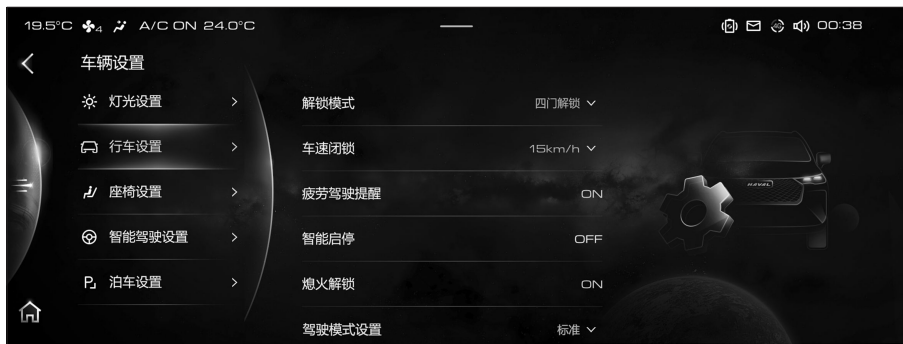 19.5°C 4 A/C ON 24.0°C 00:38
车辆设置
灯光设置
行车设置
座椅设置
智能驾驶设置
泊车设置
解锁模式 四门解锁
车速闭锁 15km/h
疲劳驾驶提醒 ON
智能启停 OFF
熄火解锁 ON
驾驶模式设置 标准
HAVAL